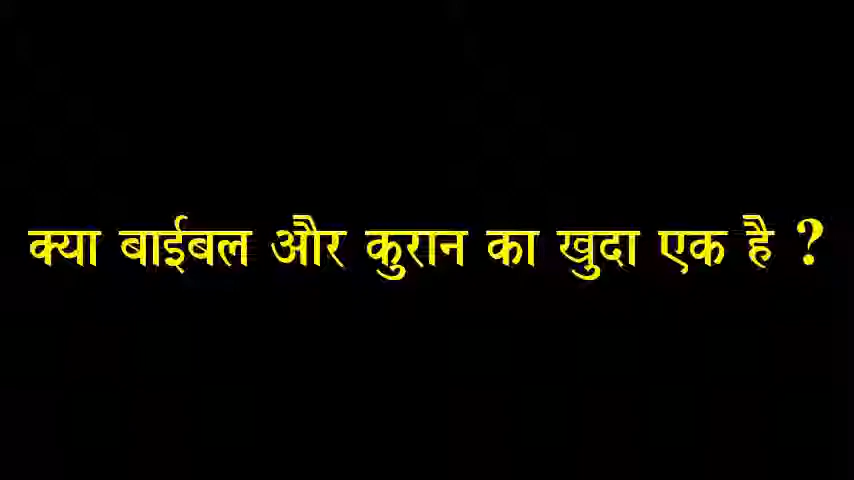 क्या बाईबल और कुरान का खुदा एक है ?